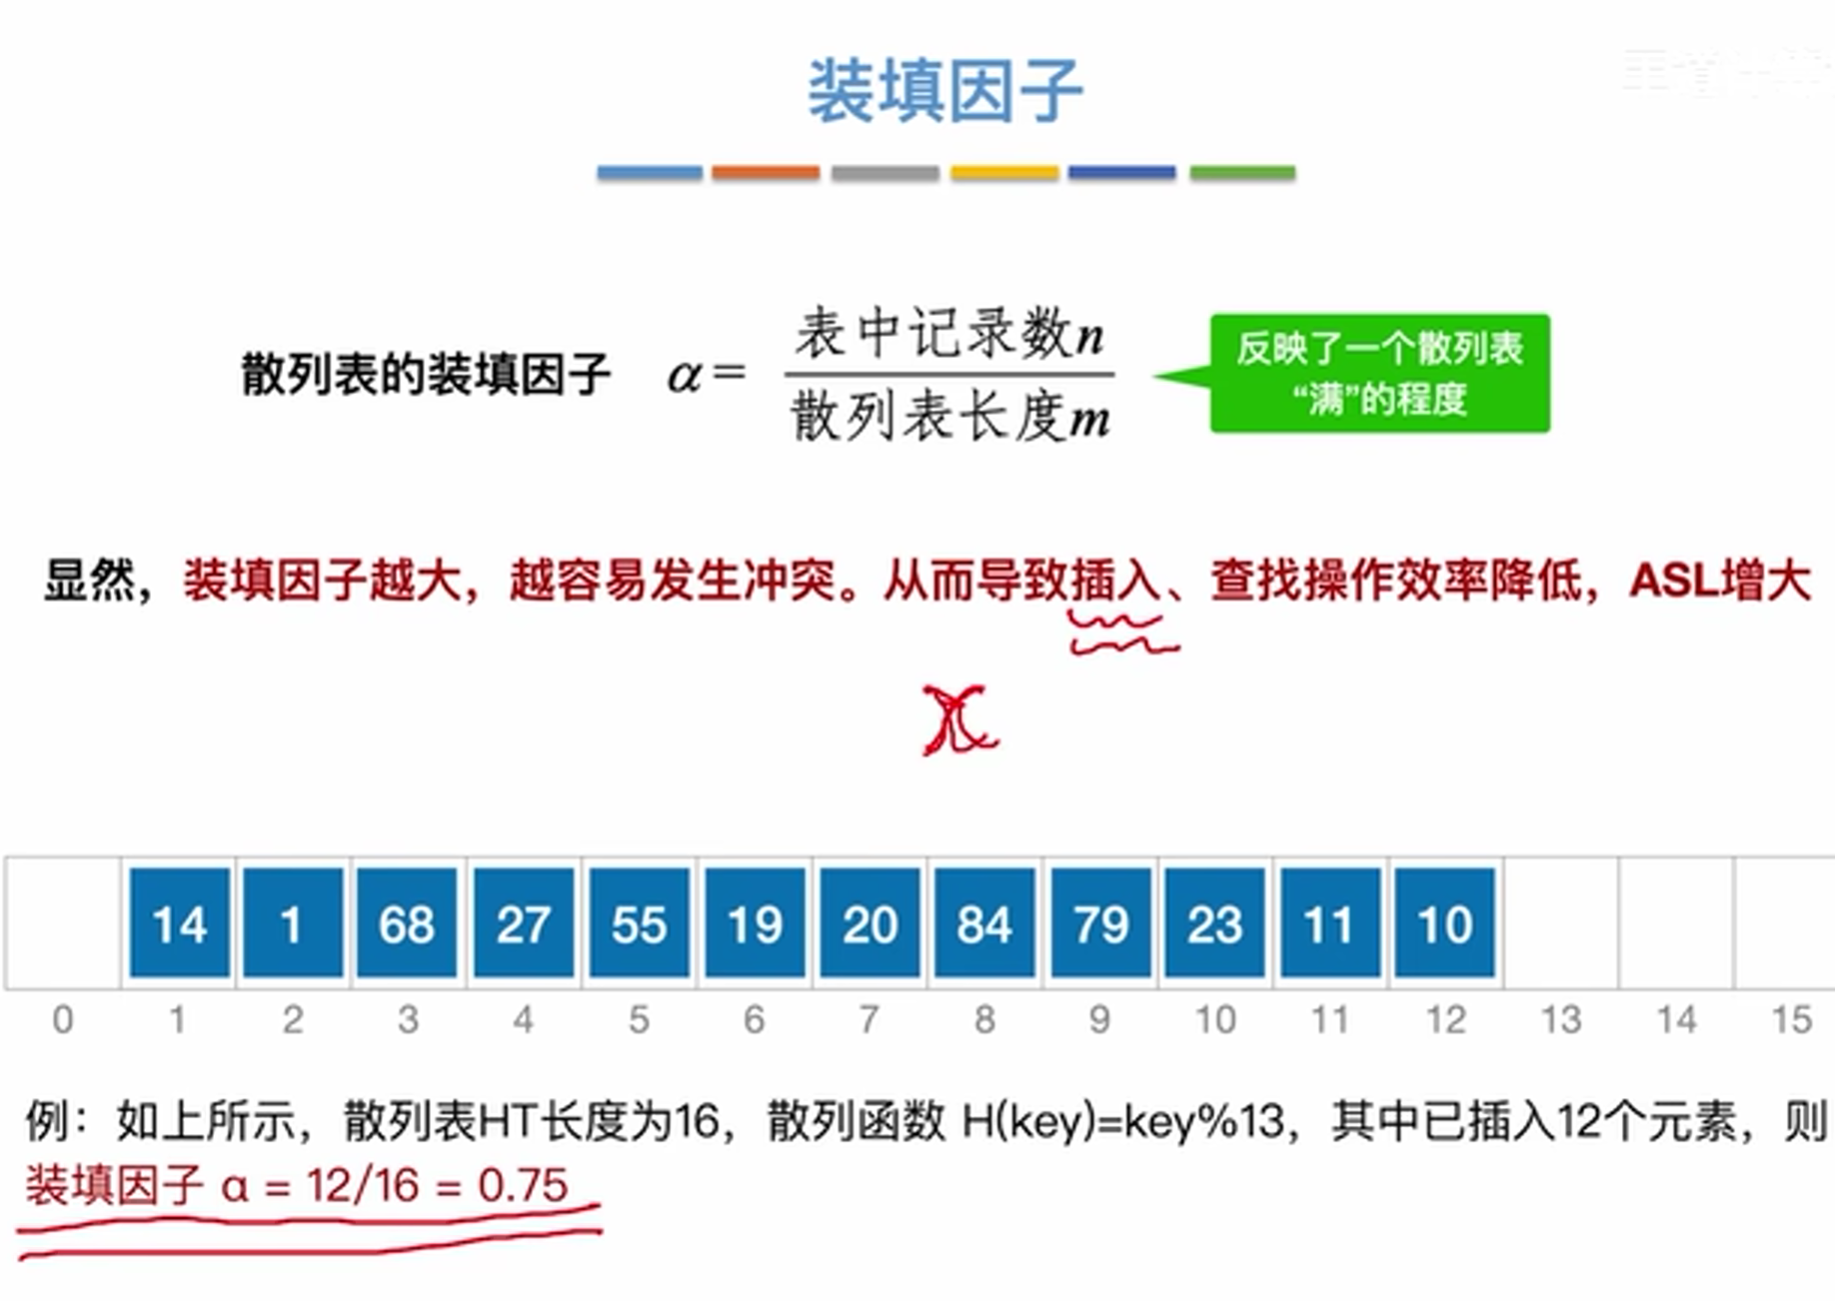 装填因子
表中记录数n
散列表的装填因子 α=
散列表长度m
反映了一个散列表
“满”的程度
显然，装填因子越大，越容易发生冲突。从而导致插入、查找操作效率降低，ASL增大
14 1 68 27 55 19 20 84 79 23 11 10
0 1 2 3 4 5 6 7 8 9 10 11 12 13 14 15
例：如上所示，散列表HT长度为16，散列函数 H(key)=key%13，其中已插入12个元素，则
装填因子 α = 12/16 = 0.75